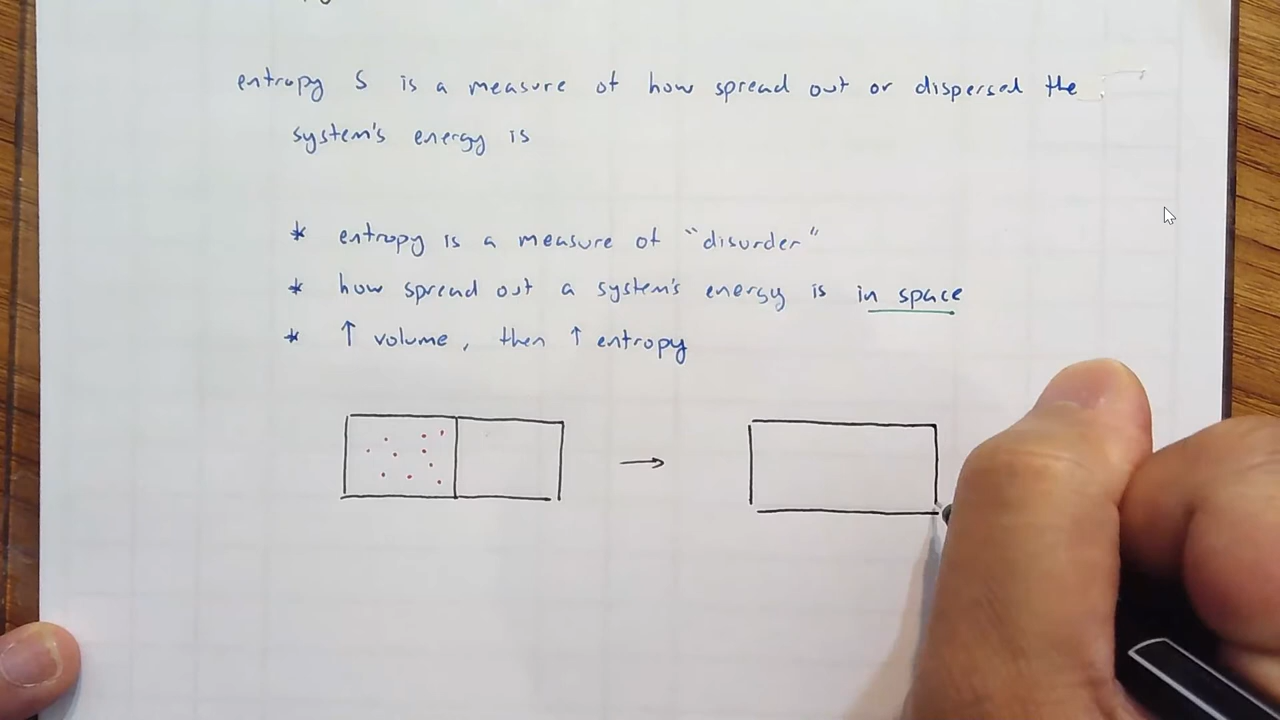 entropy S is a measure of how spread out or dispersed the
system's energy is
* entropy is a measure of "disorder"
* how spread out a system's energy is in space
* ↑ volume, then ↑ entropy
→